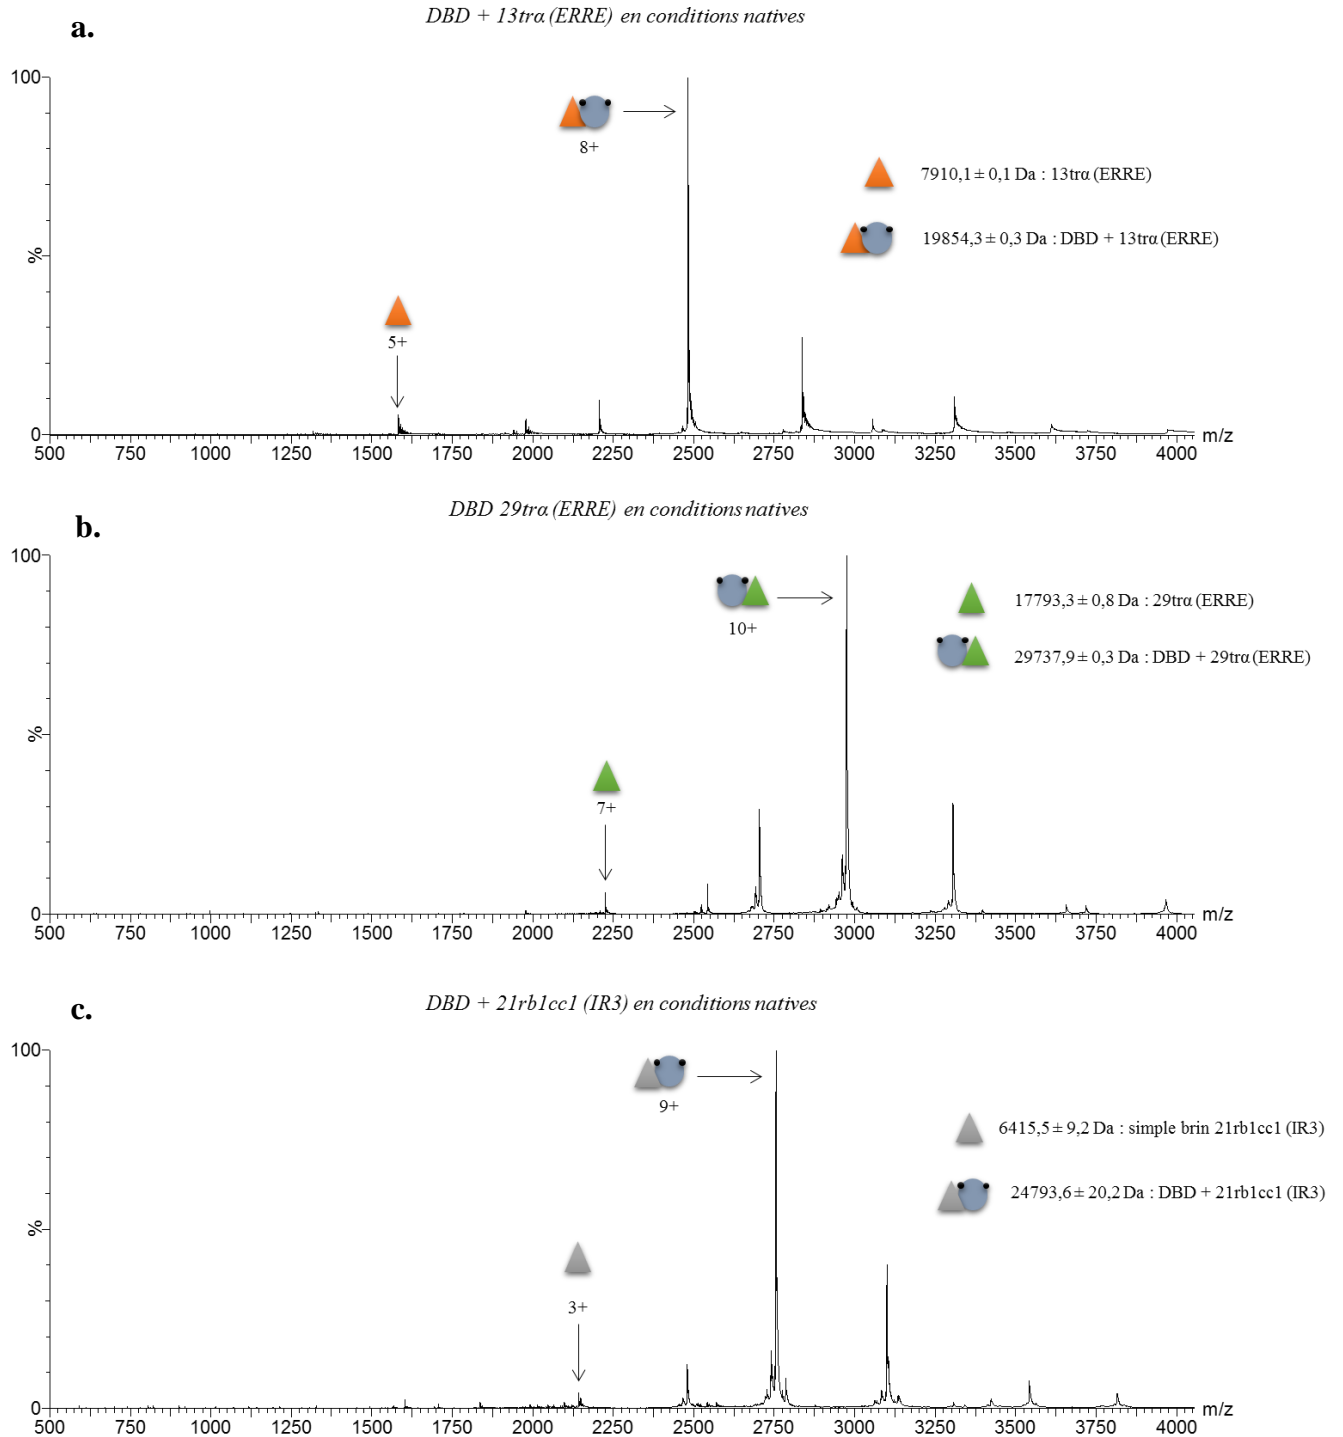 a.
DBD + 13trα (ERRE) en conditions natives
100
%
0
8+
5+
7910,1 ± 0,1 Da : 13trα (ERRE)
19854,3 ± 0,3 Da : DBD + 13trα (ERRE)
500 750 1000 1250 1500 1750 2000 2250 2500 2750 3000 3250 3500 3750 4000 m/z
b.
DBD 29trα (ERRE) en conditions natives
100
%
0
10+
7+
17793,3 ± 0,8 Da : 29trα (ERRE)
29737,9 ± 0,3 Da : DBD + 29trα (ERRE)
500 750 1000 1250 1500 1750 2000 2250 2500 2750 3000 3250 3500 3750 4000 m/z
c.
DBD + 21rb1cc1 (IR3) en conditions natives
100
%
0
9+
3+
6415,5 ± 9,2 Da : simple brin 21rb1cc1 (IR3)
24793,6 ± 20,2 Da : DBD + 21rb1cc1 (IR3)
500 750 1000 1250 1500 1750 2000 2250 2500 2750 3000 3250 3500 3750 4000 m/z